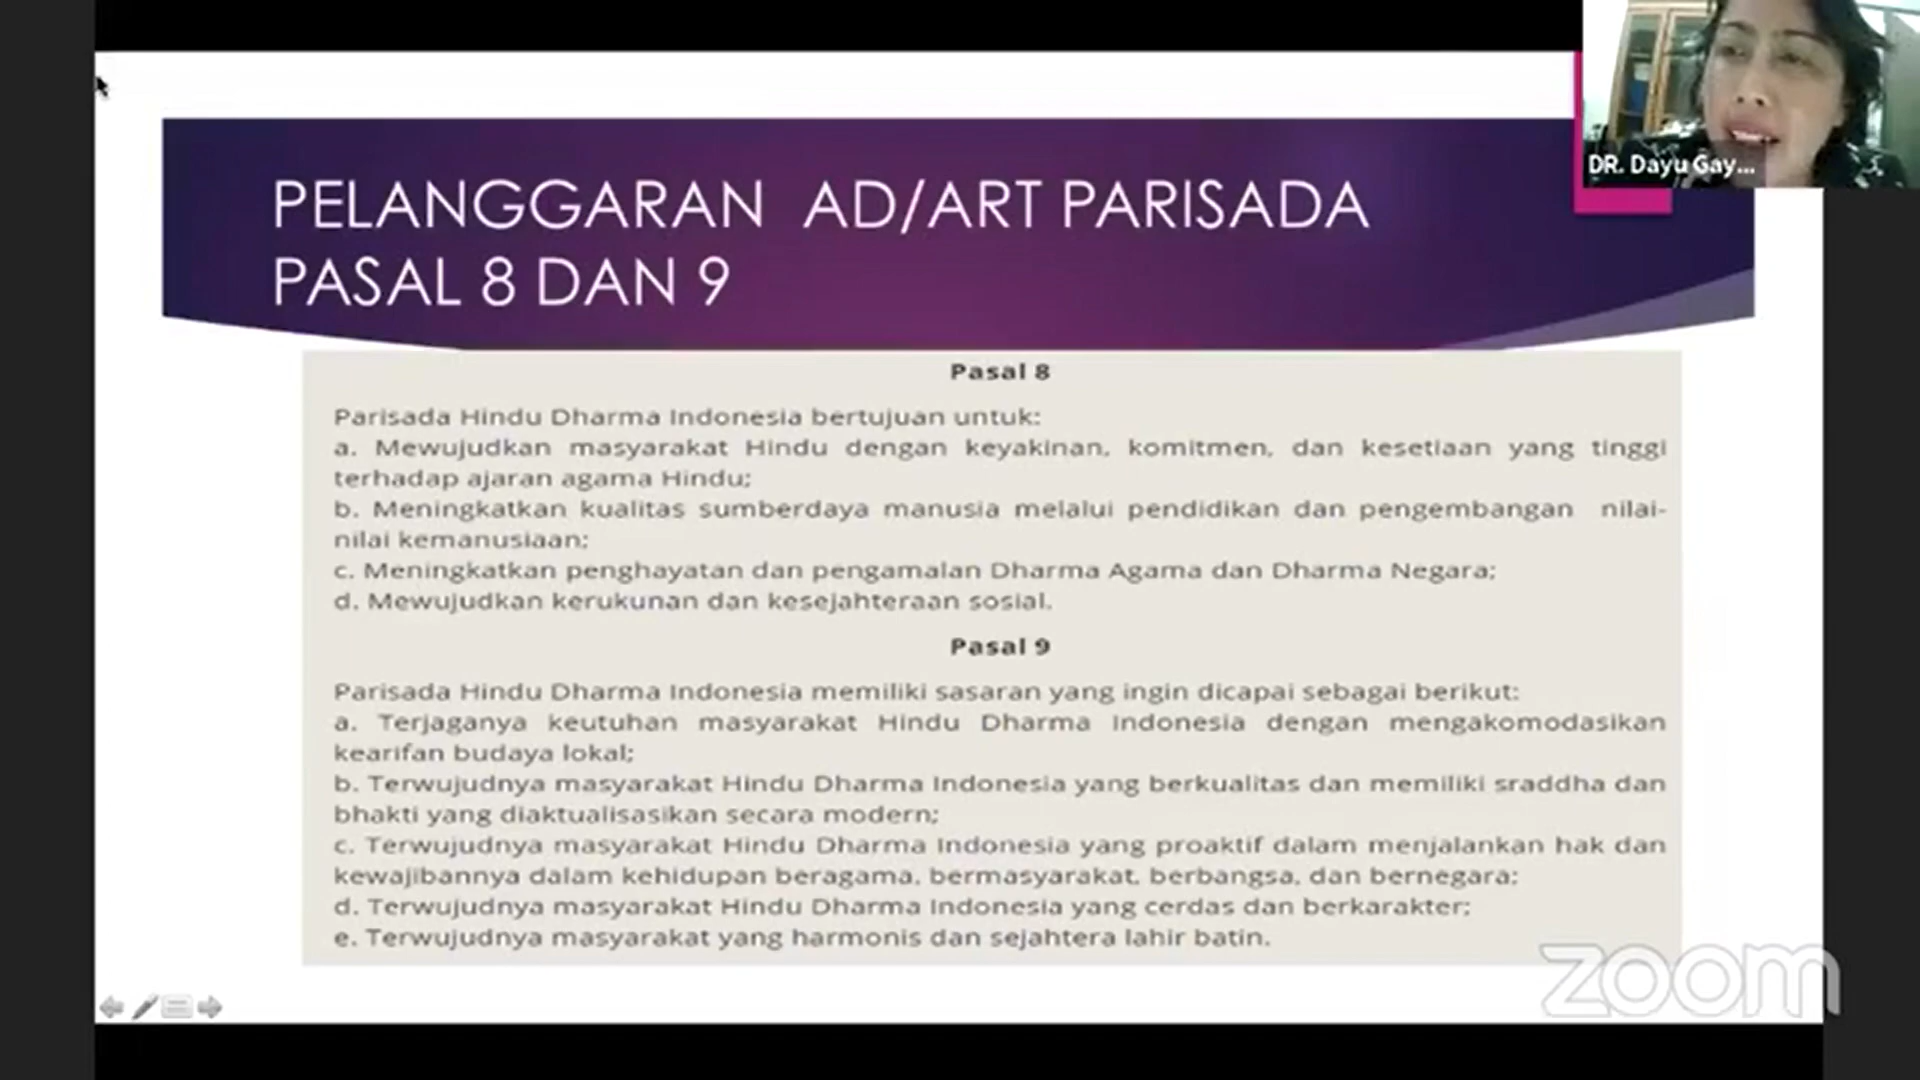 DR. Dayu Gay...
PELANGGARAN AD/ART PARISADA
PASAL 8 DAN 9
Pasal 8
Parisada Hindu Dharma Indonesia bertujuan untuk:
a. Mewujudkan masyarakat Hindu dengan keyakinan, komitmen, dan kesetiaan yang tinggi
terhadap ajaran agama Hindu;
b. Meningkatkan kualitas sumberdaya manusia melalui pendidikan dan pengembangan nilai-
nilai kemanusiaan;
c. Meningkatkan penghayatan dan pengamalan Dharma Agama dan Dharma Negara;
d. Mewujudkan kerukunan dan kesejahteraan sosial.
Pasal 9
Parisada Hindu Dharma Indonesia memiliki sasaran yang ingin dicapai sebagai berikut:
a. Terjaganya keutuhan masyarakat Hindu Dharma Indonesia dengan mengakomodasikan
kearifan budaya lokal;
b. Terwujudnya masyarakat Hindu Dharma Indonesia yang berkualitas dan memiliki sraddha dan
bhakti yang diaktualisasikan secara modern;
c. Terwujudnya masyarakat Hindu Dharma Indonesia yang proaktif dalam menjalankan hak dan
kewajibannya dalam kehidupan beragama, bermasyarakat, berbangsa, dan bernegara;
d. Terwujudnya masyarakat Hindu Dharma Indonesia yang cerdas dan berkarakter;
e. Terwujudnya masyarakat yang harmonis dan sejahtera lahir batin.
zoom